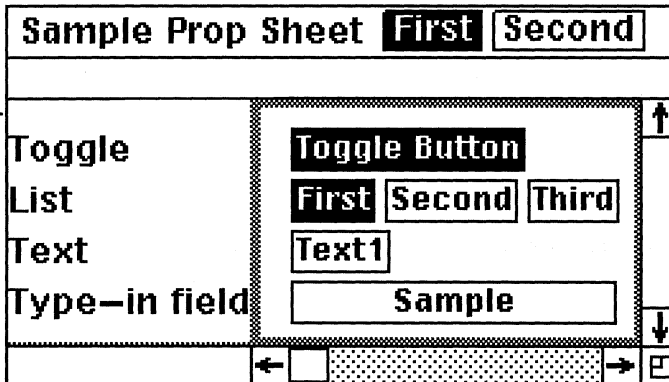 Sample Prop Sheet First Second
Toggle Toggle Button
List First Second Third
Text Text1
Type-in field Sample